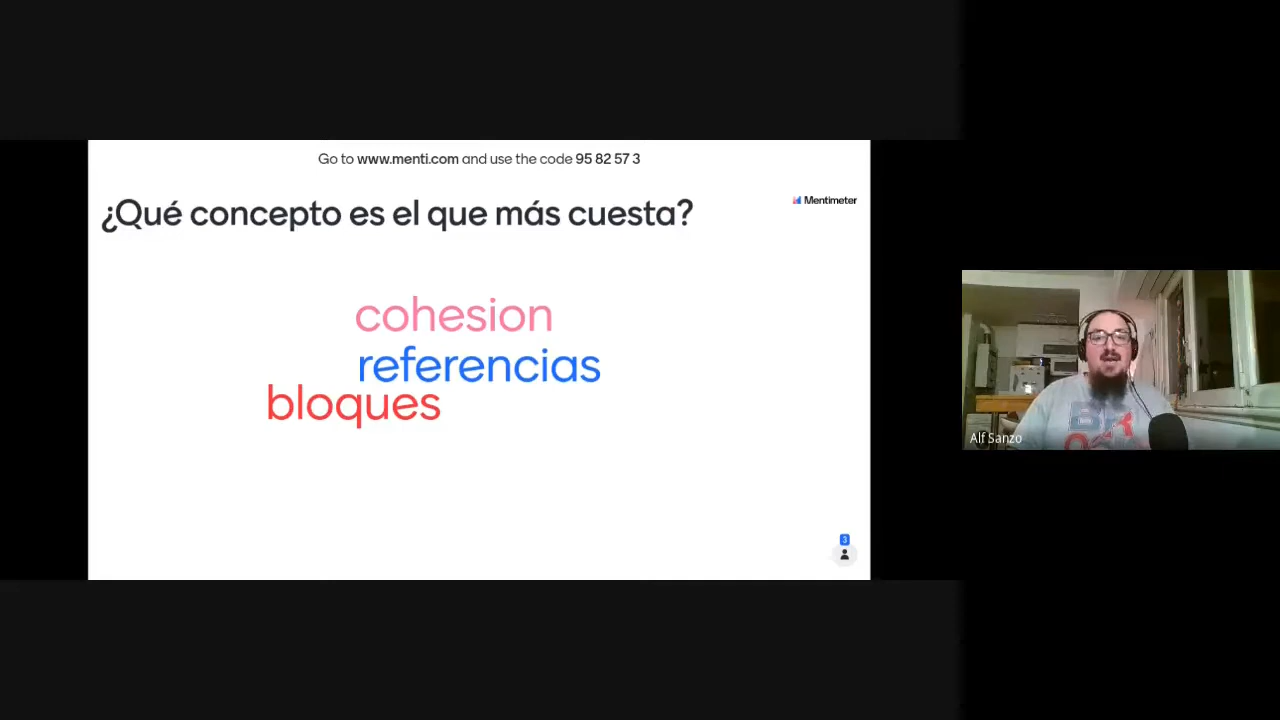 Go to www.menti.com and use the code 95 82 57 3
Mentimeter
¿Qué concepto es el que más cuesta?
cohesion
referencias
bloques
3
Alf Sanzo